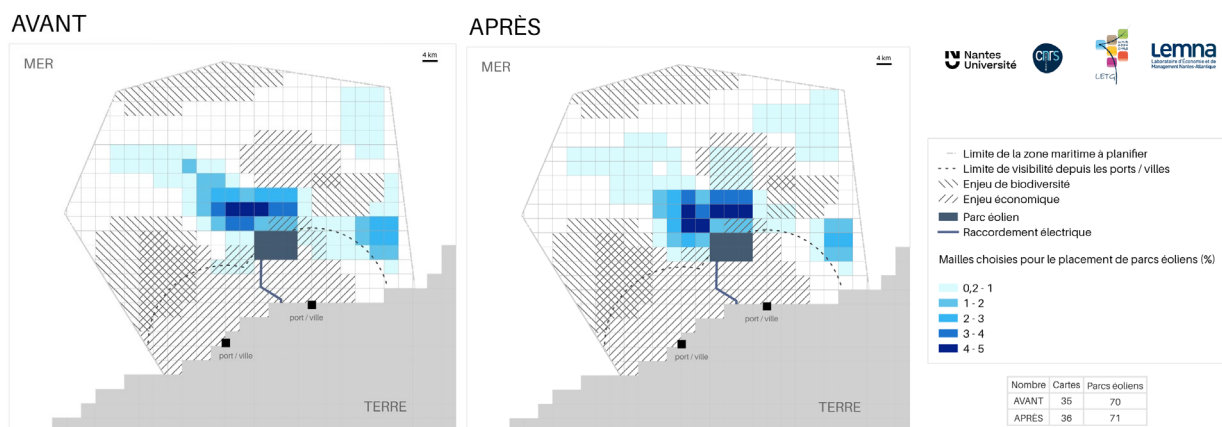 AVANT
MER
4 km
port / ville
port / ville
TERRE
APRÈS
MER
4 km
port / ville
port / ville
TERRE
Nantes
Université
cnrs
LETG
Lemna
Laboratoire d'Économie et de
Management Nantes-Atlantique
Limite de la zone maritime à planifier
Limite de visibilité depuis les ports / villes
Enjeu de biodiversité
Enjeu économique
Parc éolien
Raccordement électrique
Mailles choisies pour le placement de parcs éoliens (%)
0,2 - 1
1 - 2
2 - 3
3 - 4
4 - 5
Nombre Cartes Parcs éoliens
AVANT 35 70
APRÈS 36 71